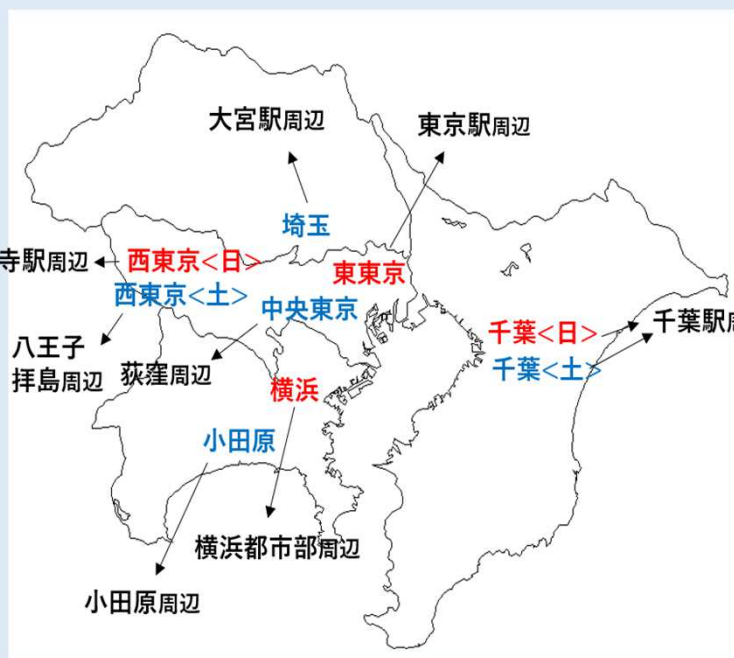 大宮駅周辺
東京駅周辺
埼玉
寺駅周辺
西東京<日>
東東京
西東京<土>
中央東京
千葉<日>
千葉駅
千葉<土>
八王子
拝島周辺
荻窪周辺
横浜
小田原
横浜都市部周辺
小田原周辺